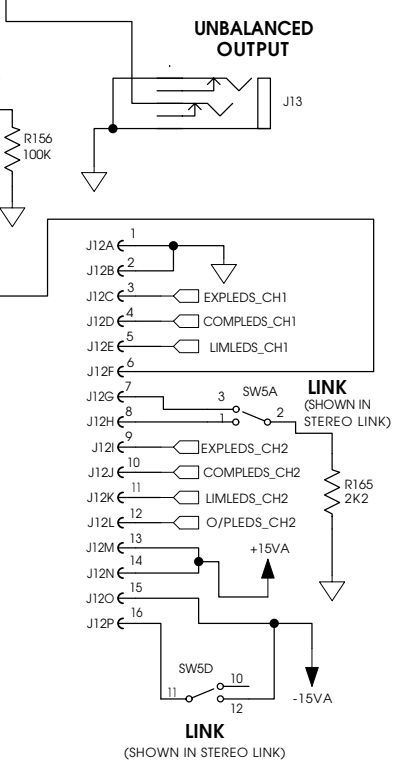 UNBALANCED
OUTPUT
J13
R156
100K
J12A 1
J12B 2
J12C 3 EXPLEDS_CH1
J12D 4 COMPLEDS_CH1
J12E 5 LIMLEDS_CH1
J12F 6
J12G 7
3 SW5A
LINK
(SHOWN IN
STEREO LINK)
J12H 8 1 2
J12I 9 EXPLEDS_CH2
J12J 10 COMPLEDS_CH2
R165
2K2
J12K 11 LIMLEDS_CH2
J12L 12 O/PLEDS_CH2
J12M 13
+15VA
J12N 14
J12O 15
J12P 16
SW5D
10
11
12
-15VA
LINK
(SHOWN IN STEREO LINK)